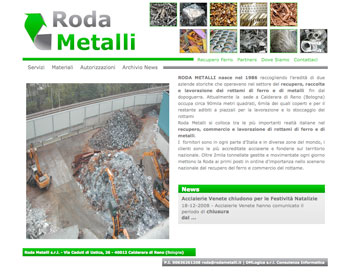 Roda
Metalli
Recupero Ferro Partners Dove Siamo Contattaci
Servizi Materiali Autorizzazioni Archivio News
RODA METALLI nasce nel 1986 raccogliendo l'eredità di due
aziende storiche che operavano nel settore del recupero, raccolta
e lavorazione dei rottami di ferro e di metalli fin dal
dopoguerra. Attualmente la sede a Calderara di Reno (Bologna)
occupa circa 90mila metri quadrati, 6mila dei quali coperti e per il
restante adibiti a piazzali per la lavorazione e lo stoccaggio dei
rottami
Roda Metalli è oggi tra le più importanti realtà italiane nel
recupero, commercio e lavorazione di rottami di ferro e di
metalli.
I fornitori sono in ogni parte d'Italia e in diverse zone del mondo, i
clienti sono le più accreditate acciaierie e fonderie sul territorio
nazionale. Oltre 2mila tonnellate gestite e movimentate ogni giorno
mettono la Roda ai primi posti in ordine d'importanza nello scenario
nazionale del recupero del ferro e commercio del rottame.
News
Acciaierie Venete chiudono per le Festività Natalizie
18-12-2008 - Acciaierie Venete hanno comunicato il
periodo di chiusura
dal ...
Roda Metalli s.r.l. - Via Caduti di Ustica, 28 - 40012 Calderara di Reno (Bologna)
roda@rodametalli.it | DMLogica s.r.l. Consulenza Informatica